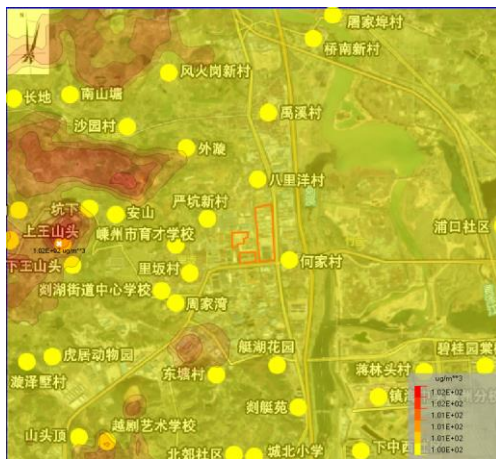 屠家埠村
桥南新村
风火岗新村
长地
南山塘
禹溪村
沙园村
外漩
八里洋村
严坑新村
坑下
安山
浦口社区
上王山头
嵊州市育才学校
1.02E+02 ug/m**3
何家村
下王山头
里坂村
剡湖街道中心学校
周家湾
虎居动物园
艇湖花园
碧桂园
蒋林头村
漩泽墅村
东塘村
ug/m**3
1.02E+02
1.02E+02
1.01E+02
1.01E+02
1.00E+02
剡艇苑
越剧艺术学校
山头顶
北郊社区
城北小学
下中西